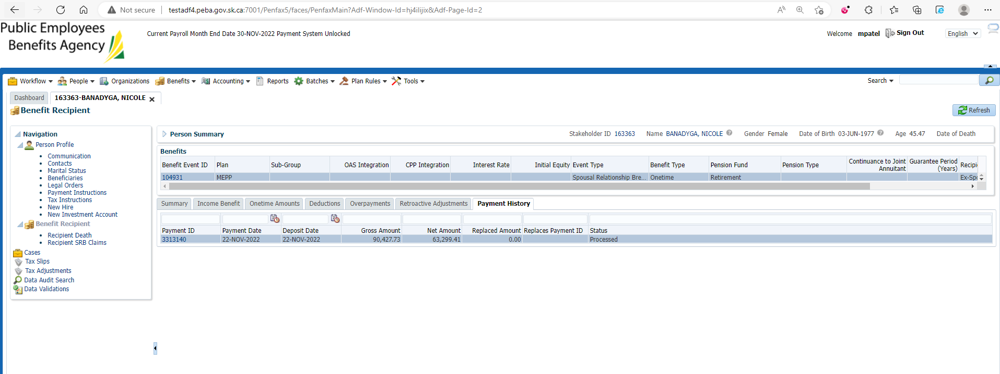 Not secure testadf4.peba.gov.sk.ca:7001/Penfax5/faces/PenfaxMain?Adf-Window-Id=hj4ilijix&Adf-Page-Id=2
Public Employees
Benefits Agency
Current Payroll Month End Date 30-NOV-2022 Payment System Unlocked
Welcome mpatel Sign Out English
Workflow People Organizations Benefits Accounting Reports Batches Plan Rules Tools Search
Dashboard 163363-BANADYGA, NICOLE
Benefit Recipient
Refresh
Navigation
Person Profile
Communication
Contacts
Marital Status
Beneficiaries
Legal Orders
Payment Instructions
Tax Instructions
New Hire
New Investment Account
Benefit Recipient
Recipient Death
Recipient SRB Claims
Cases
Tax Slips
Tax Adjustments
Data Audit Search
Data Validations
Person Summary Stakeholder ID 163363 Name BANADYGA, NICOLE Gender Female Date of Birth 03-JUN-1977 Age 45.47 Date of Death
Benefits
Benefit Event ID Plan Sub-Group OAS Integration CPP Integration Interest Rate Initial Equity Event Type Benefit Type Pension Fund Pension Type Continuance to Joint Annuitant Guarantee Period (Years) Recipi
104931 MEPP Spousal Relationship Bre... Onetime Retirement Ex-Spo
Summary Income Benefit Onetime Amounts Deductions Overpayments Retroactive Adjustments Payment History
Payment ID Payment Date Deposit Date Gross Amount Net Amount Replaced Amount Replaces Payment ID Status
3313140 22-NOV-2022 22-NOV-2022 90,427.73 63,299.41 0.00 Processed